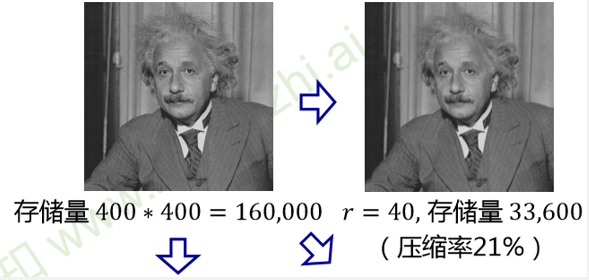 存储量 400 ∗ 400 = 160,000
r = 40, 存储量 33,600
（压缩率21%）